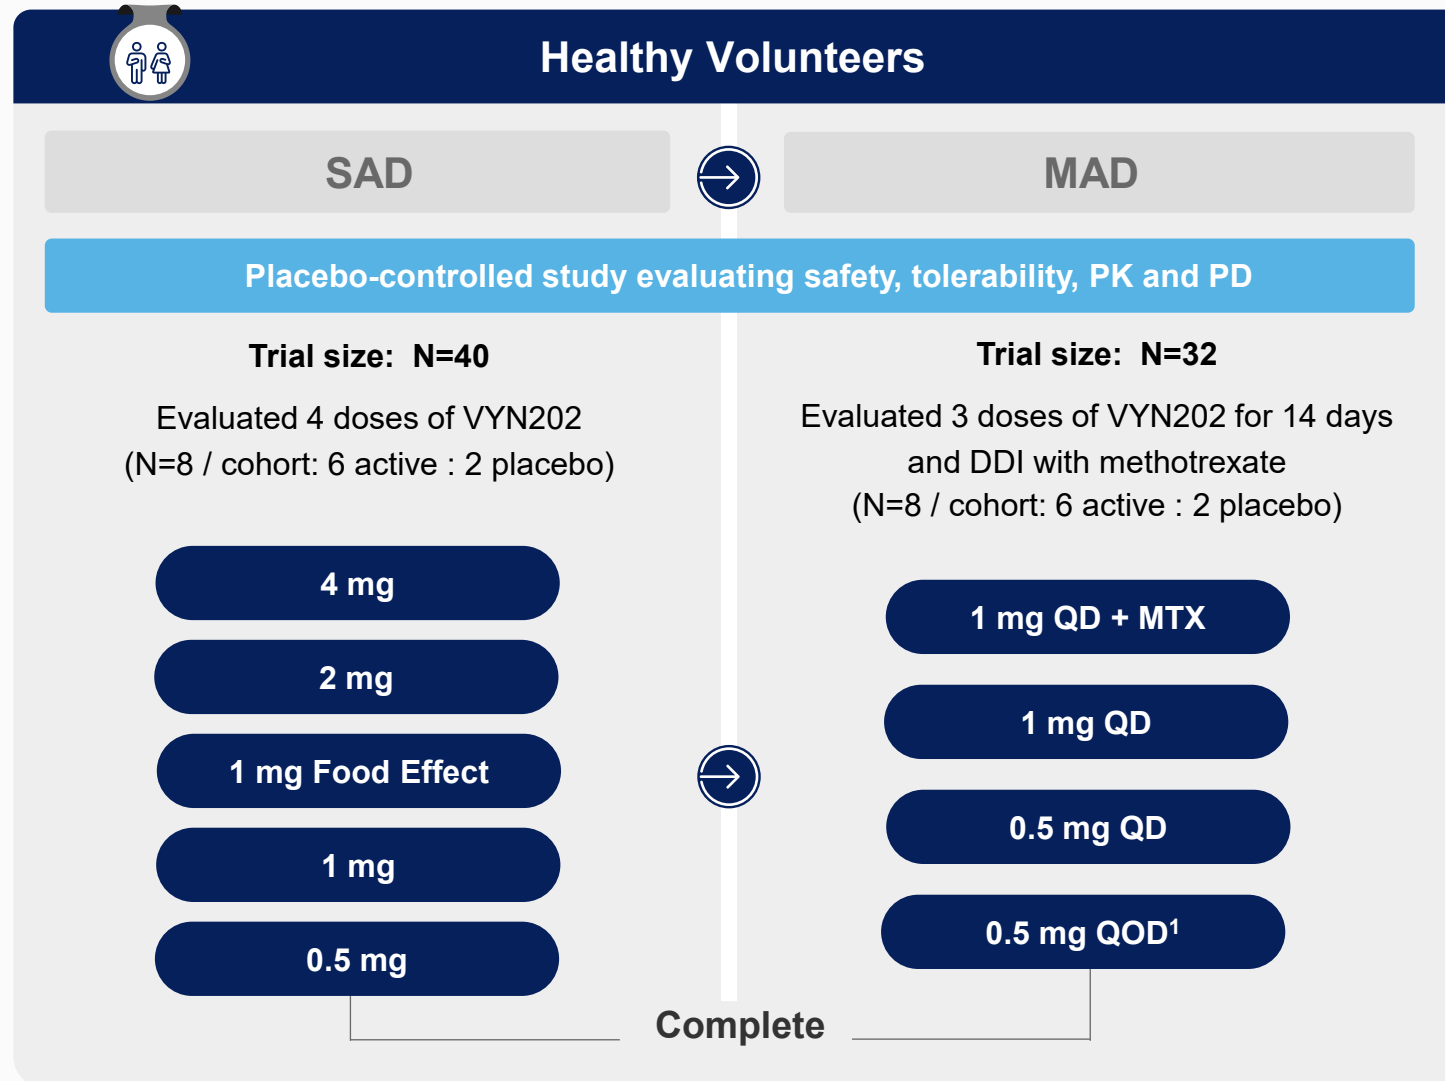 Healthy Volunteers
SAD
MAD
Placebo-controlled study evaluating safety, tolerability, PK and PD
Trial size:  N=40
Evaluated 4 doses of VYN202
(N=8 / cohort: 6 active : 2 placebo)
4 mg
2 mg
1 mg Food Effect
1 mg
0.5 mg
Trial size:  N=32
Evaluated 3 doses of VYN202 for 14 days
and DDI with methotrexate
(N=8 / cohort: 6 active : 2 placebo)
1 mg QD + MTX
1 mg QD
0.5 mg QD
0.5 mg QOD¹
Complete